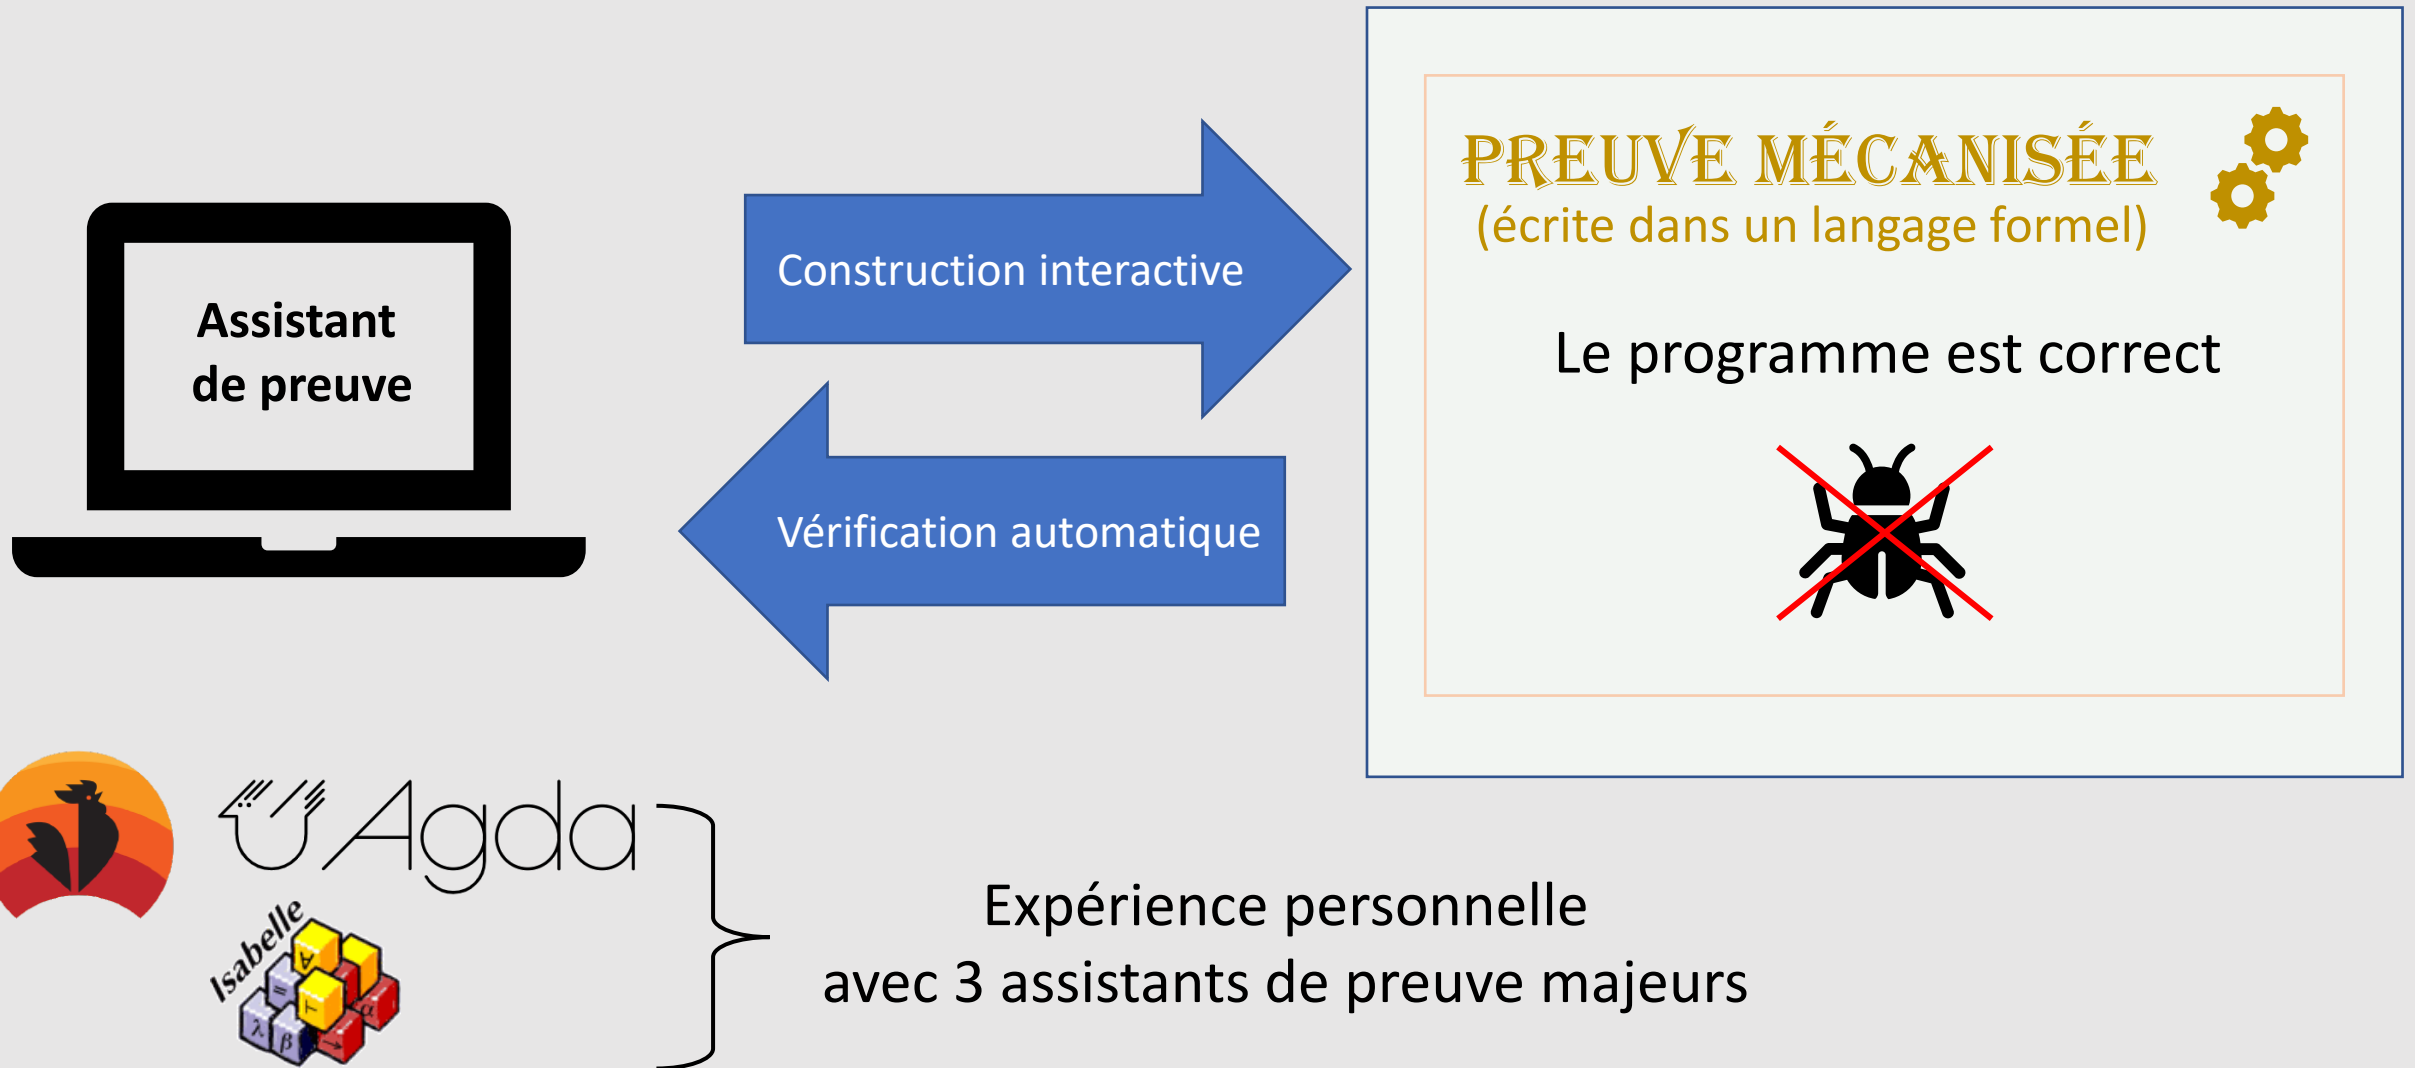 Assistant
de preuve
Construction interactive
Vérification automatique
PREUVE MÉCANISÉE
(écrite dans un langage formel)
Le programme est correct
Agda
Isabelle
∀
=
⊢
α
λ
β
→
Expérience personnelle
avec 3 assistants de preuve majeurs